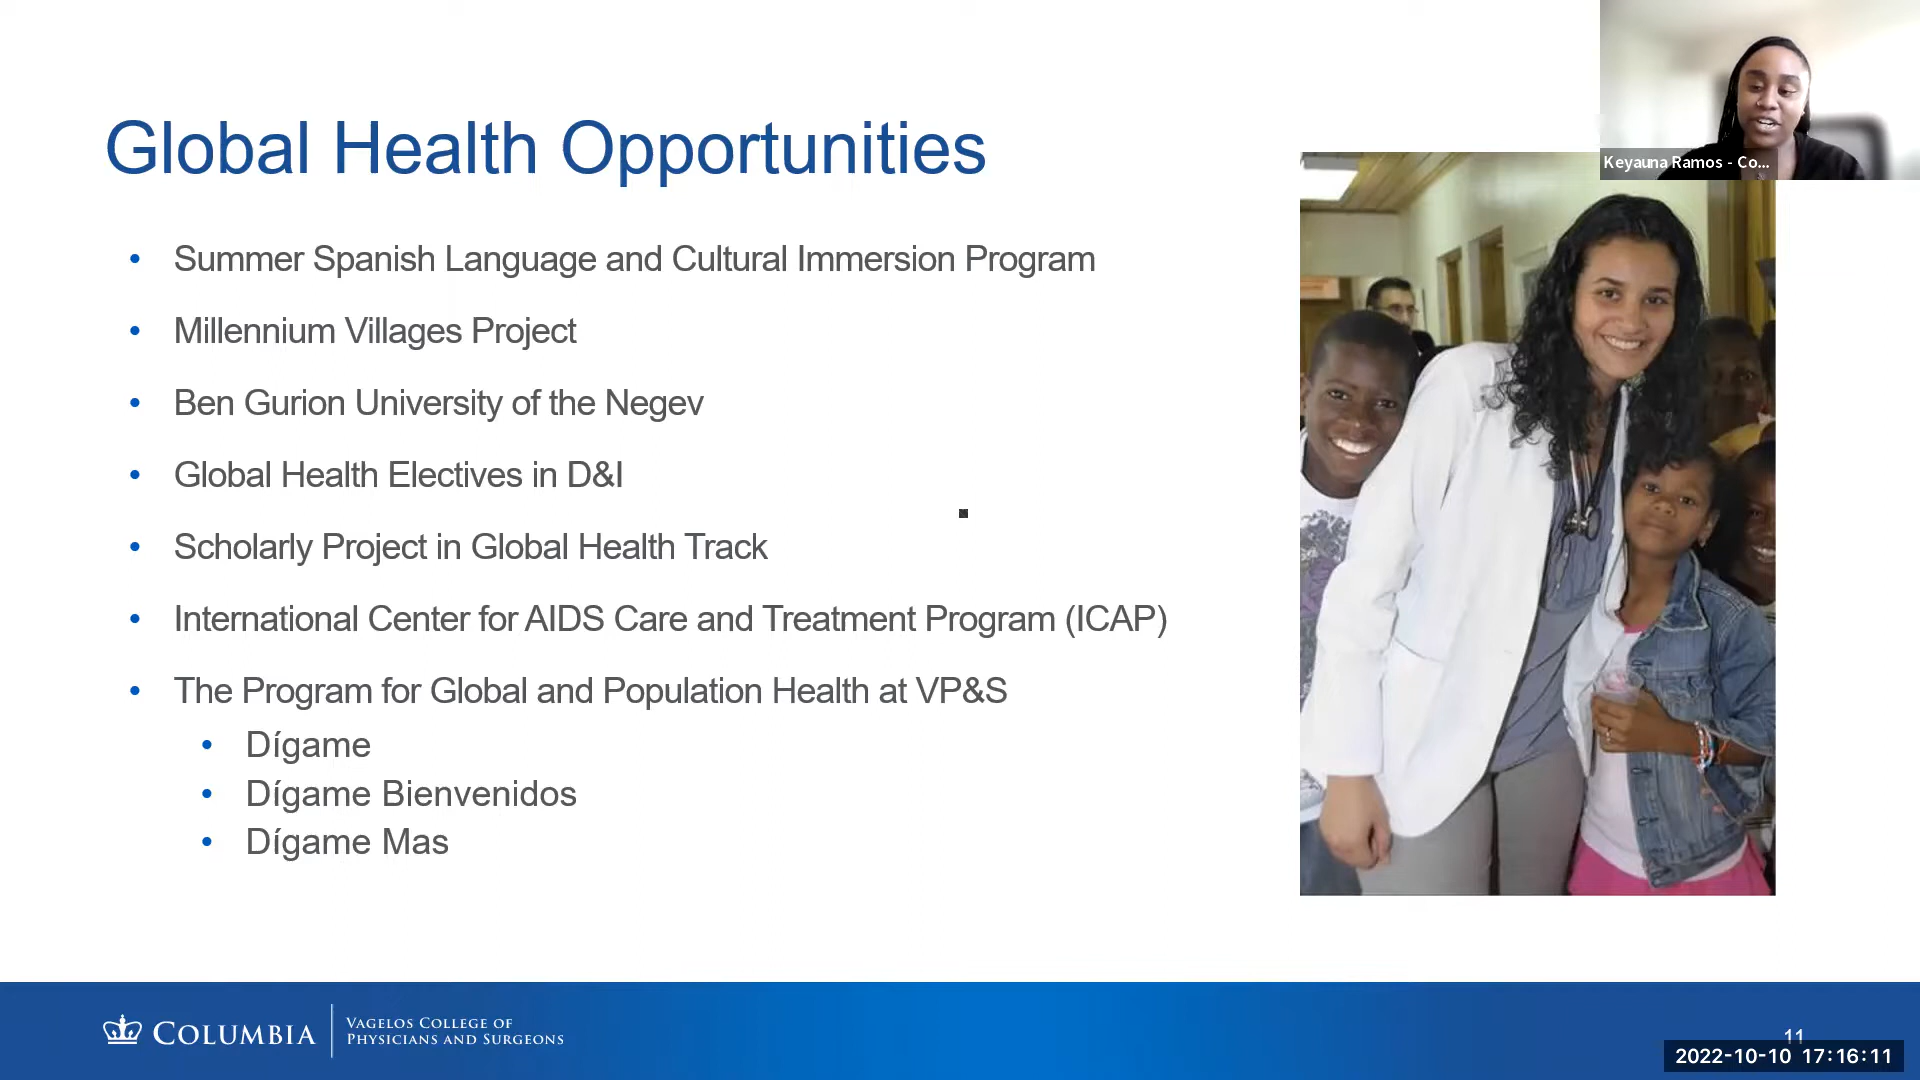 Keyauna Ramos - Co...
Global Health Opportunities
• Summer Spanish Language and Cultural Immersion Program
• Millennium Villages Project
• Ben Gurion University of the Negev
• Global Health Electives in D&I
• Scholarly Project in Global Health Track
• International Center for AIDS Care and Treatment Program (ICAP)
• The Program for Global and Population Health at VP&S
• Dígame
• Dígame Bienvenidos
• Dígame Mas
COLUMBIA
VAGELOS COLLEGE OF
PHYSICIANS AND SURGEONS
11
2022-10-10 17:16:11